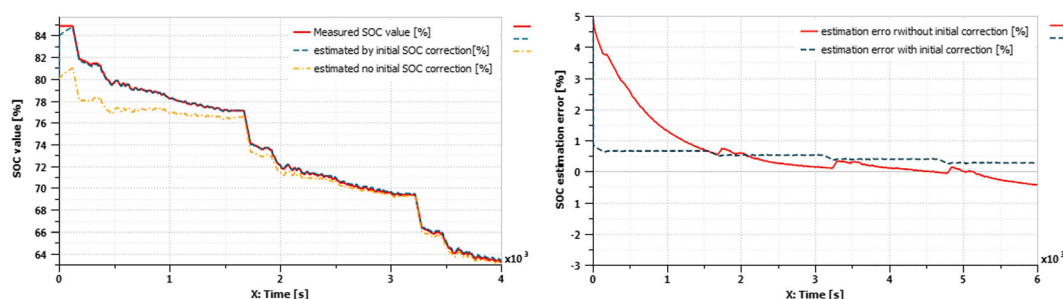 Measured SOC value [%]
estimated by initial SOC correction[%]
estimated no initial SOC correction [%]
SOC value [%]
84
82
80
78
76
74
72
70
68
66
64
0
1
2
3
4
x10³
X: Time [s]
estimation erro rwithout initial correction [%]
estimation error with initial correction [%]
SOC estimation error [%]
5
4
3
2
1
0
-1
-2
-3
0
1
2
3
4
5
6
x10³
X: Time [s]